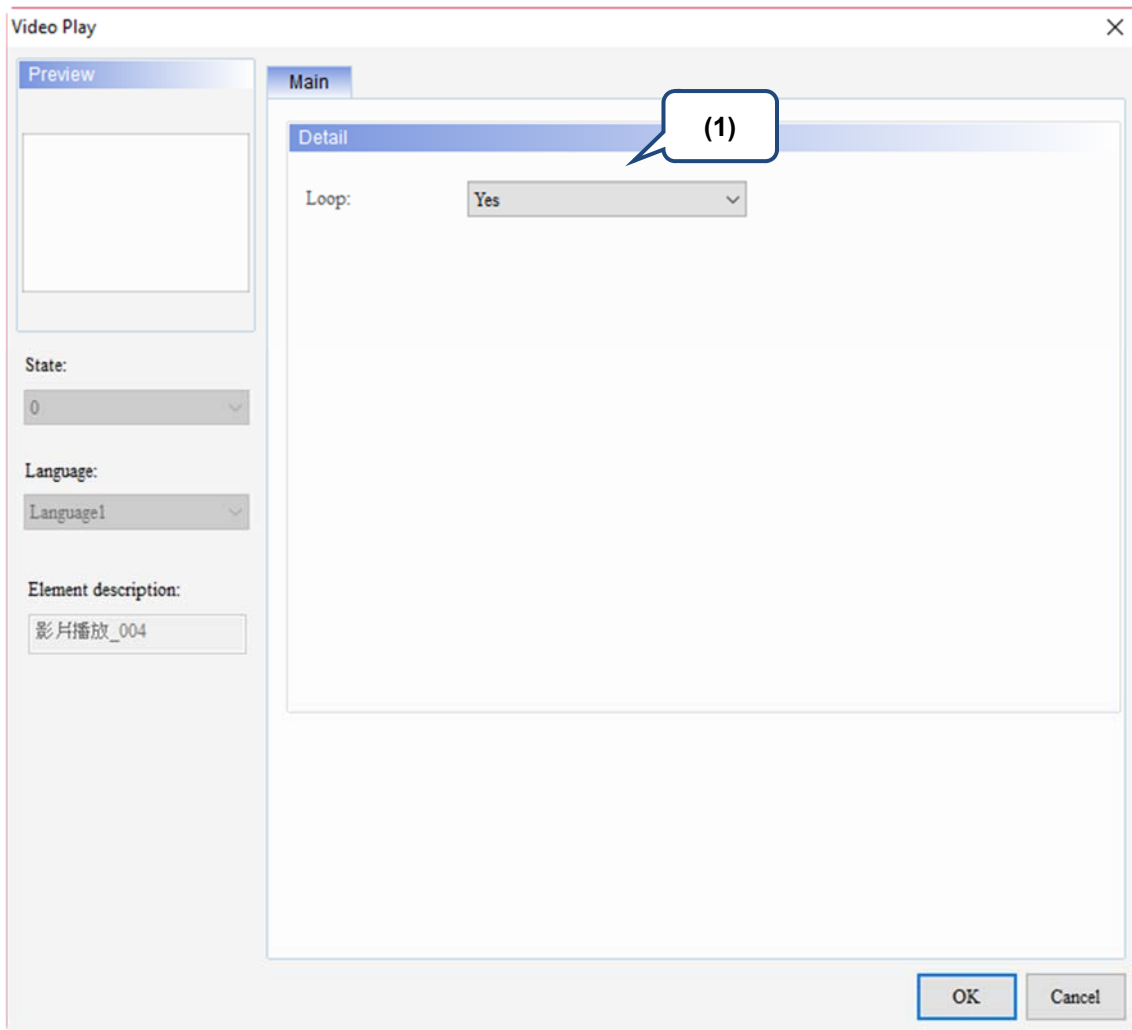 Video Play
Preview
Main
(1)
Detail
Loop:
Yes
State:
0
Language:
Language1
Element description:
影片播放_004
OK
Cancel